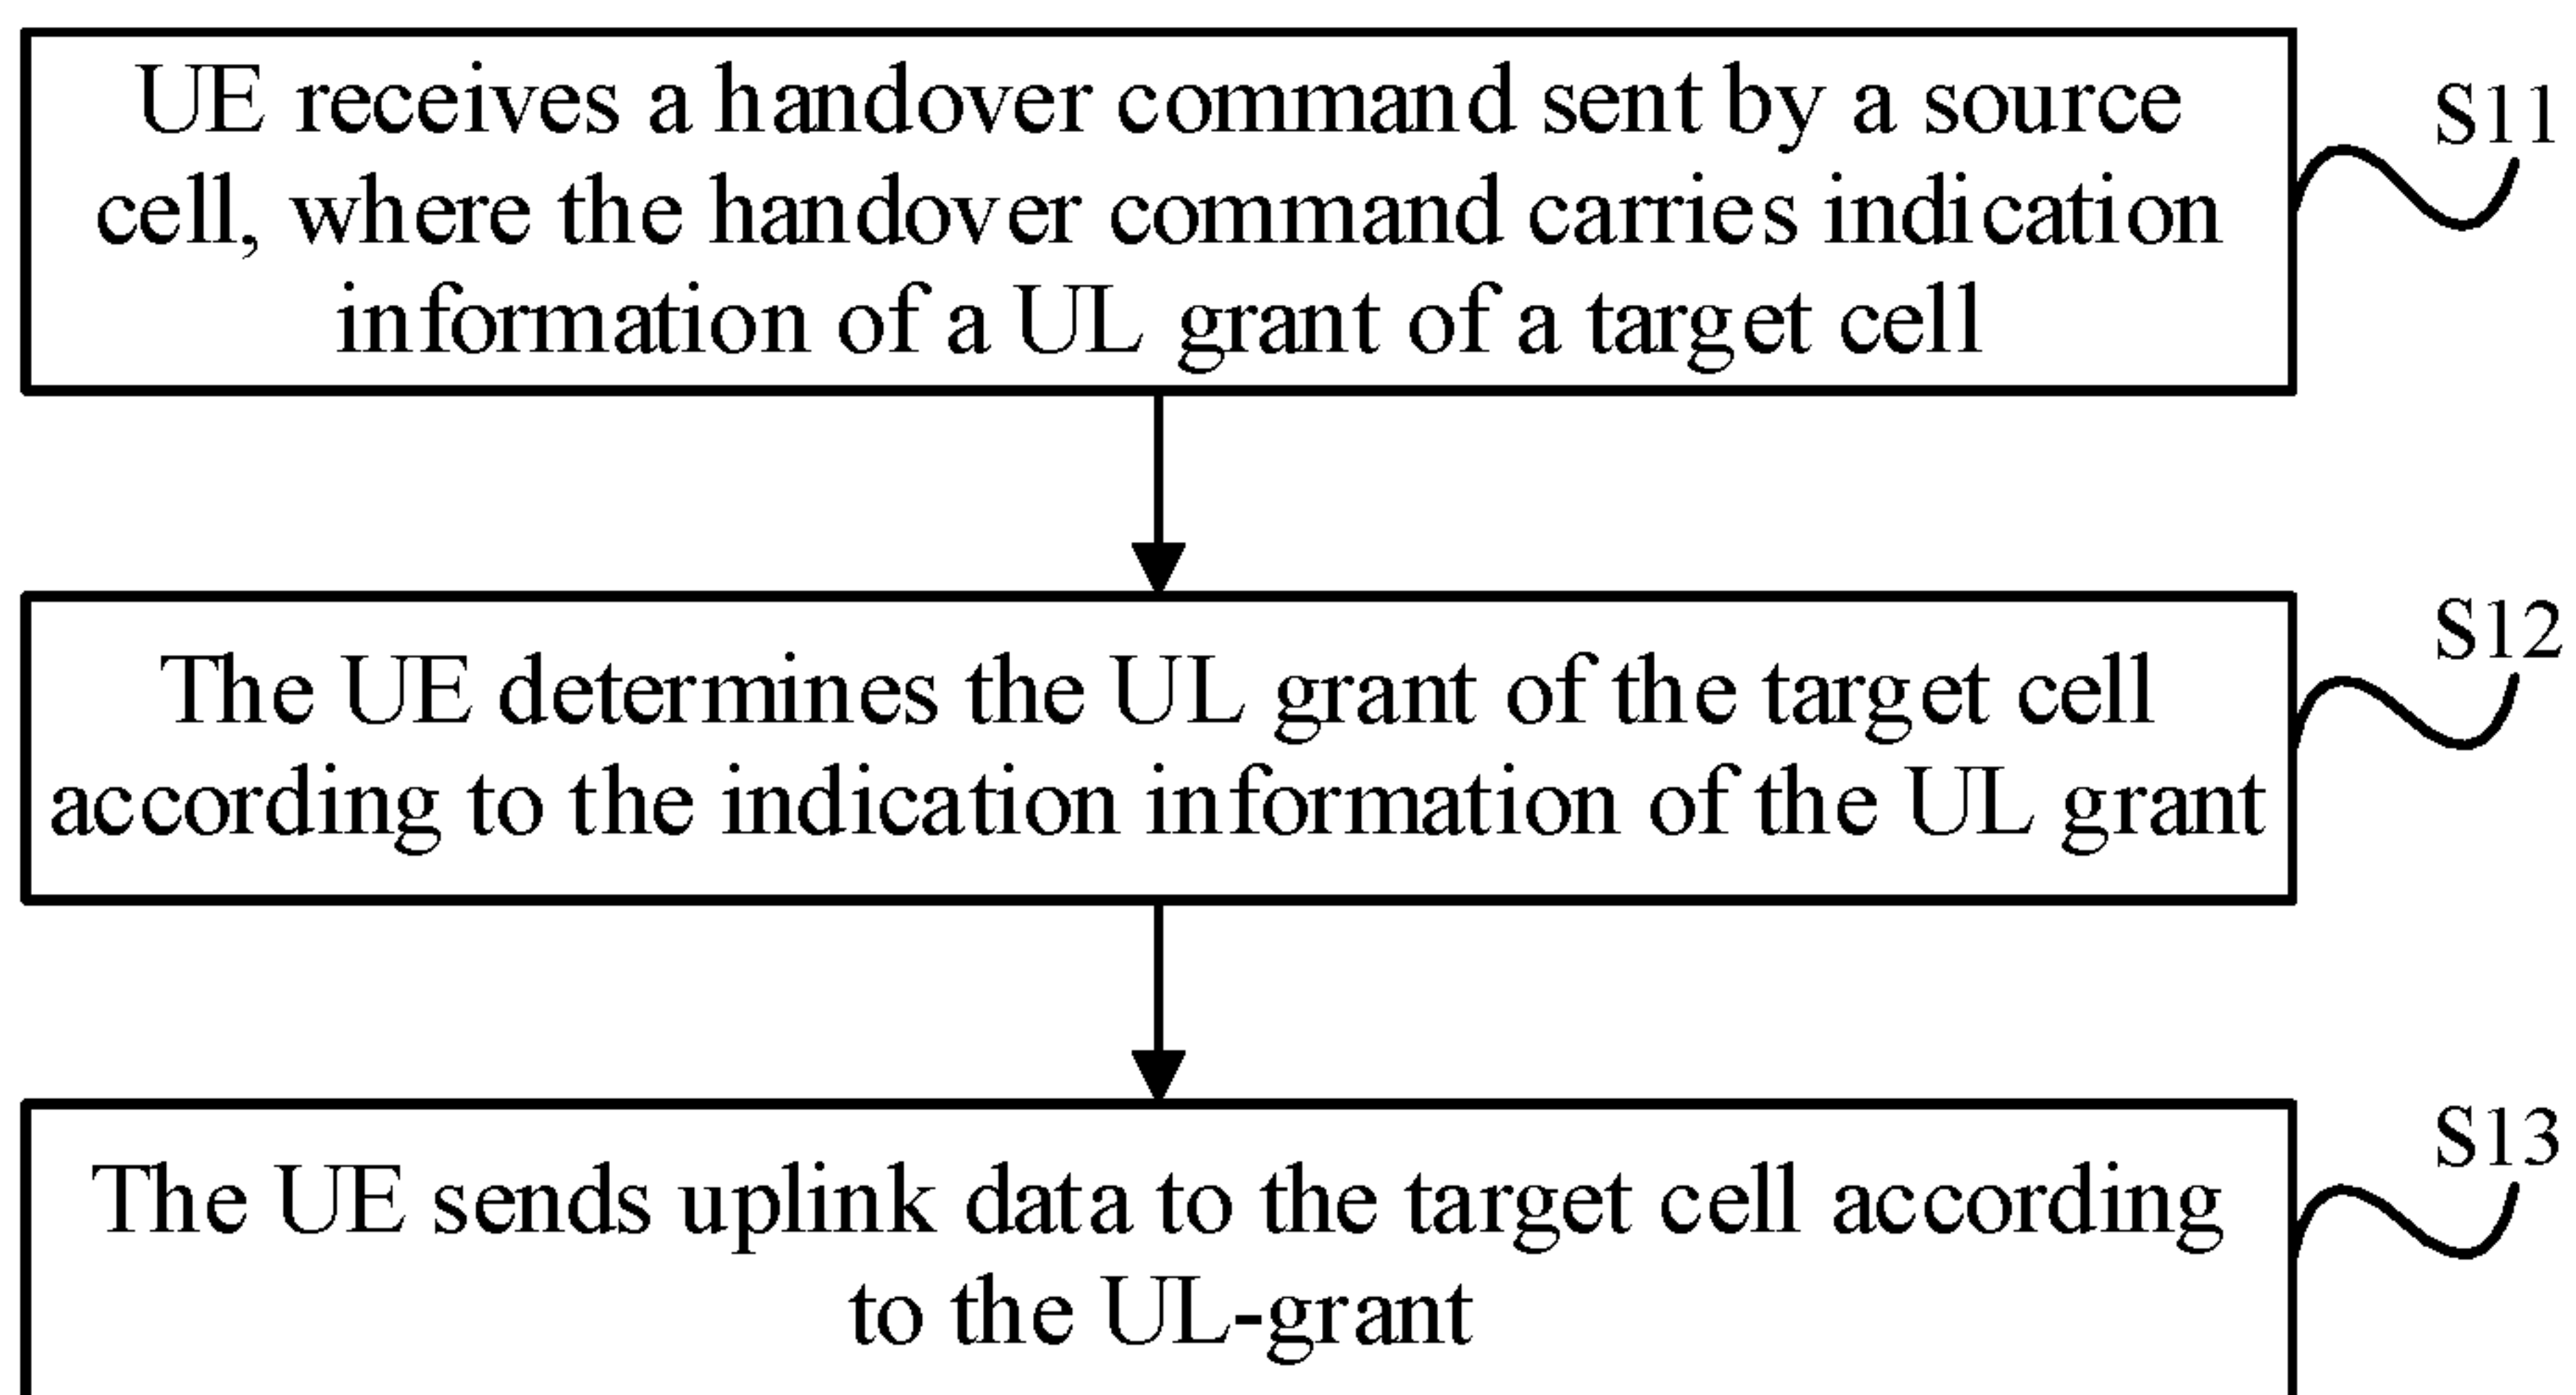 UE receives a handover command sent by a source
cell, where the handover command carries indication
information of a UL grant of a target cell
S11
The UE determines the UL grant of the target cell
according to the indication information of the UL grant
S12
The UE sends uplink data to the target cell according
to the UL-grant
S13